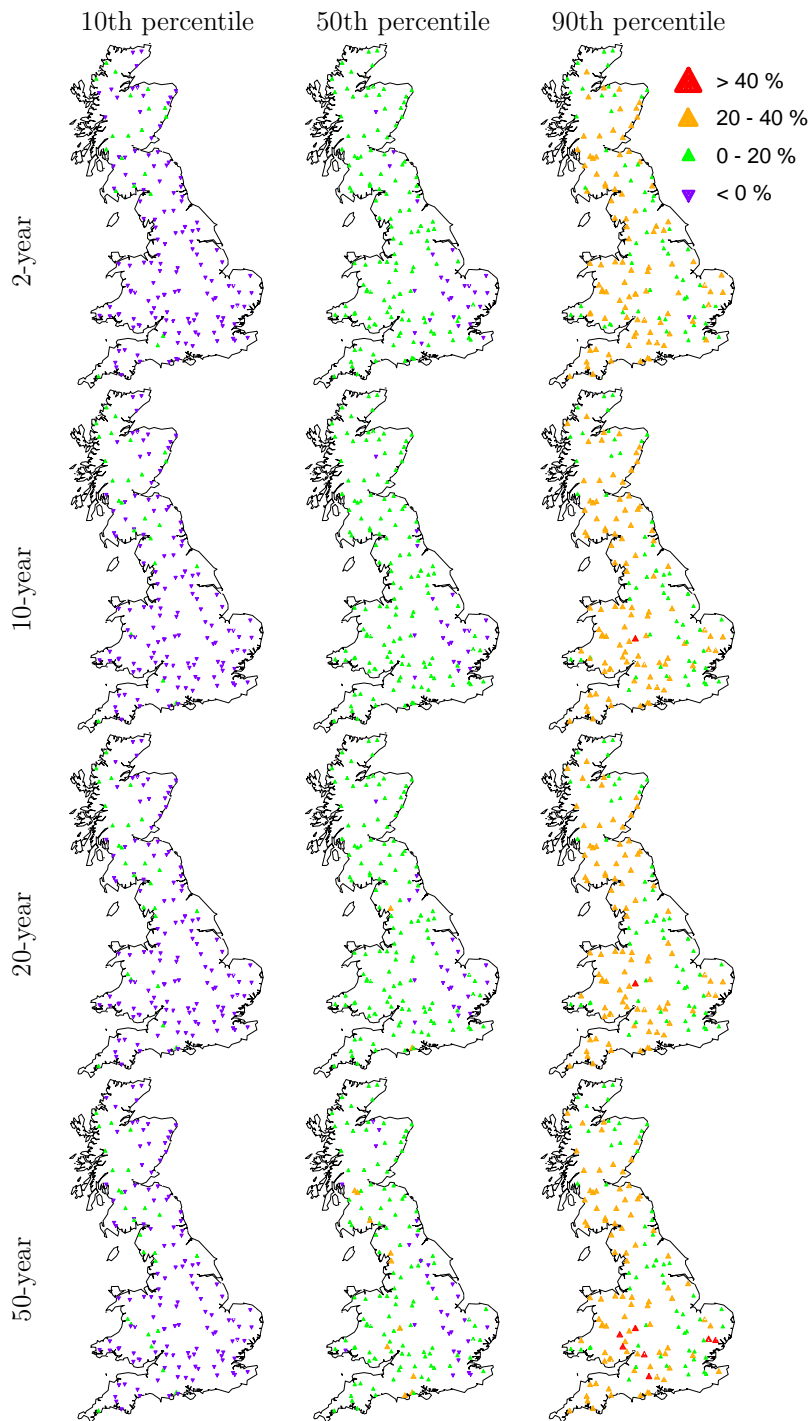 10th percentile 50th percentile 90th percentile
> 40 %
20 - 40 %
0 - 20 %
< 0 %
2-year
10-year
20-year
50-year